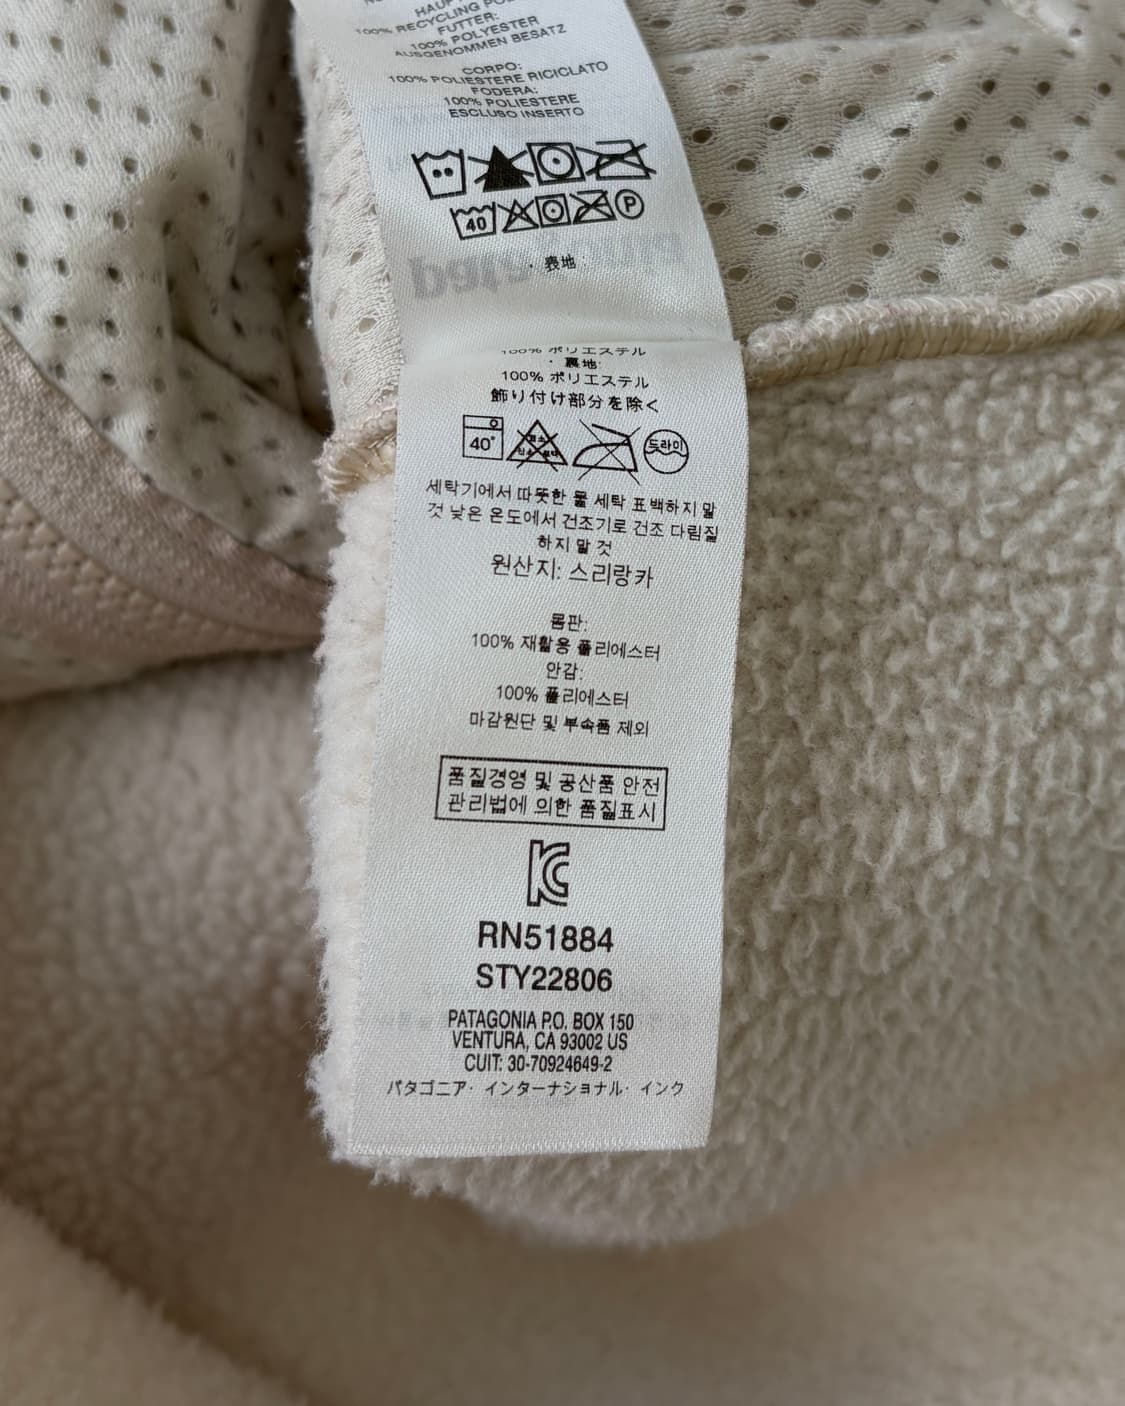 100% RECYCLING
FUTTER:
100% POLYESTER
AUSGENOMMEN BESATZ
CORPO:
100% POLIESTERE RICICLATO
FODERA:
100% POLIESTERE
ESCLUSO INSERTO
40
P
表地:
100% ポリエステル
・裏地:
100% ポリエステル
飾り付け部分を除く
40°
드라이
세탁기에서 따뜻한 물 세탁 표백하지 말
것 낮은 온도에서 건조기로 건조 다림질
하지 말 것
원산지: 스리랑카
몸판:
100% 재활용 폴리에스터
안감:
100% 폴리에스터
마감원단 및 부속품 제외
품질경영 및 공산품 안전
관리법에 의한 품질표시
RN51884
STY22806
PATAGONIA P.O. BOX 150
VENTURA, CA 93002 US
CUIT: 30-70924649-2
パタゴニア・インターナショナル・インク